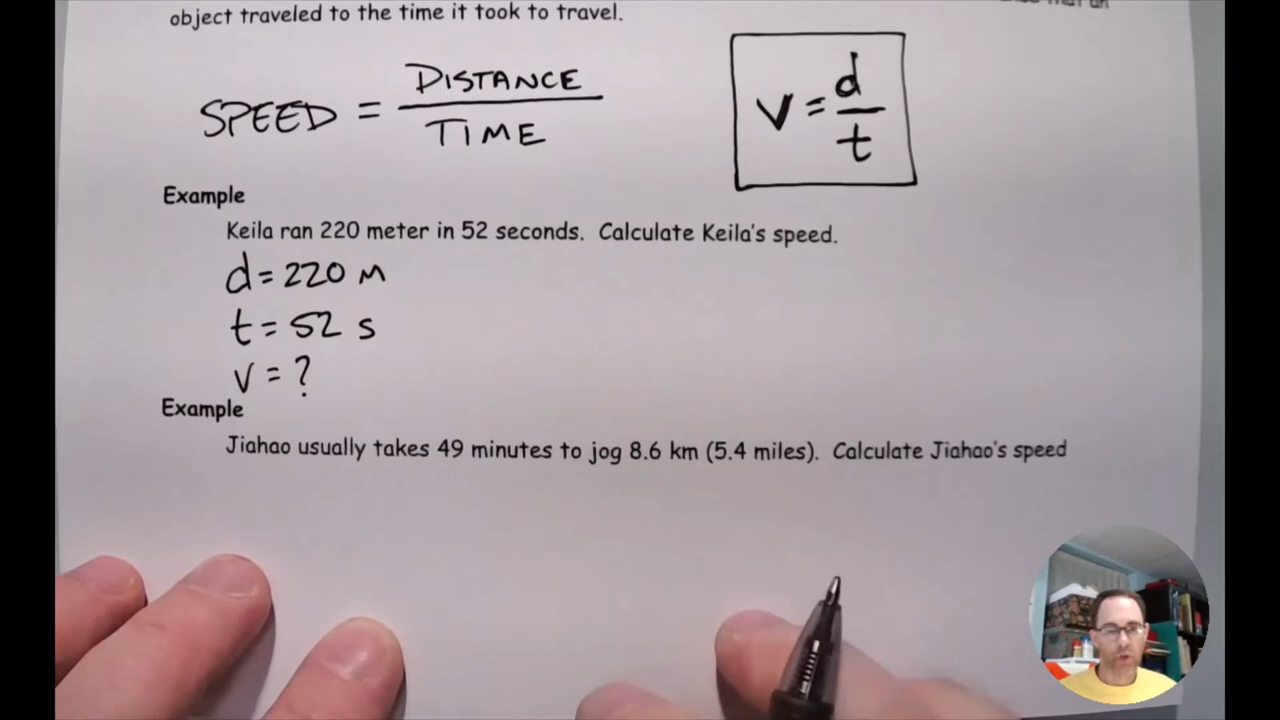 object traveled to the time it took to travel.
SPEED = DISTANCE / TIME
v = d / t
Example
Keila ran 220 meter in 52 seconds. Calculate Keila's speed.
d = 220 m
t = 52 s
v = ?
Example
Jiahao usually takes 49 minutes to jog 8.6 km (5.4 miles). Calculate Jiahao's speed